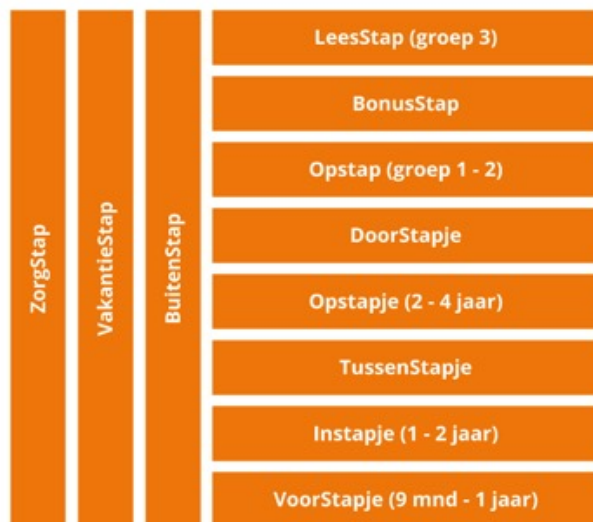 ZorgStap
VakantieStap
BuitenStap
LeesStap (groep 3)
BonusStap
Opstap (groep 1 - 2)
DoorStapje
Opstapje (2 - 4 jaar)
TussenStapje
Instapje (1 - 2 jaar)
VoorStapje (9 mnd - 1 jaar)